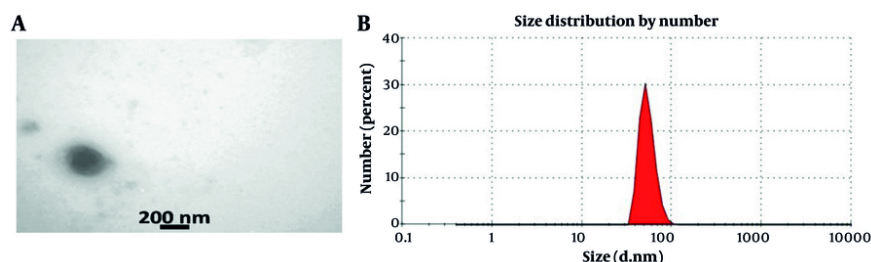 A
200 nm
B
Size distribution by number
Number (percent)
40
30
20
10
0
0.1 1 10 100 1000 10000
Size (d.nm)